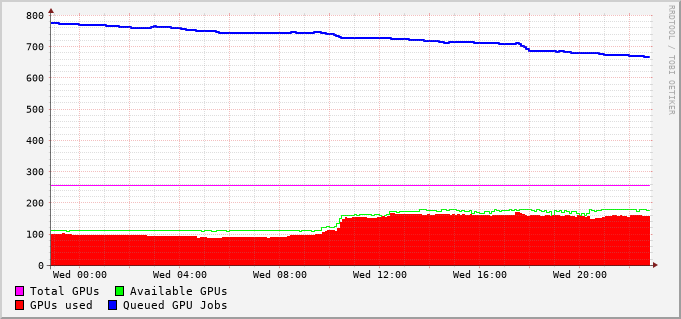 800
700
600
500
400
300
200
100
0
Wed 00:00 Wed 04:00 Wed 08:00 Wed 12:00 Wed 16:00 Wed 20:00
Total GPUs Available GPUs
GPUs used Queued GPU Jobs
RRDTOOL / TOBI OETIKER